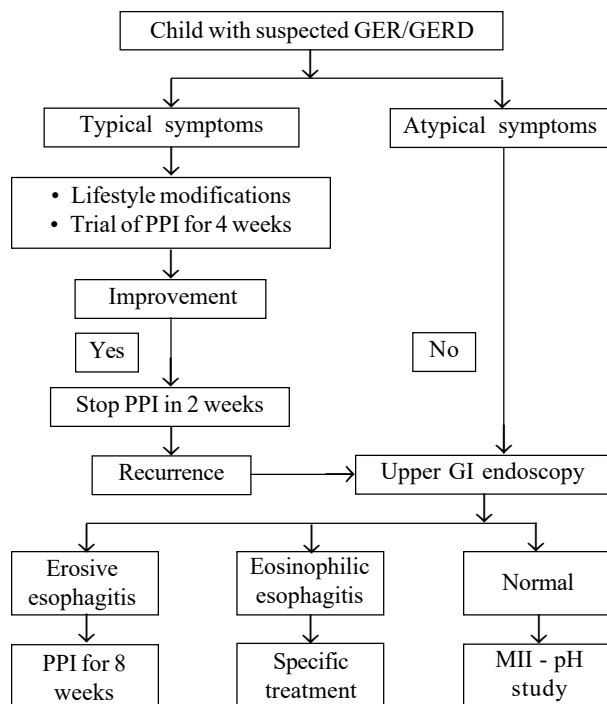 Child with suspected GER/GERD
Typical symptoms
Atypical symptoms
• Lifestyle modifications
• Trial of PPI for 4 weeks
Improvement
Yes
No
Stop PPI in 2 weeks
Recurrence
Upper GI endoscopy
Erosive
esophagitis
Eosinophilic
esophagitis
Normal
PPI for 8
weeks
Specific
treatment
MII - pH
study